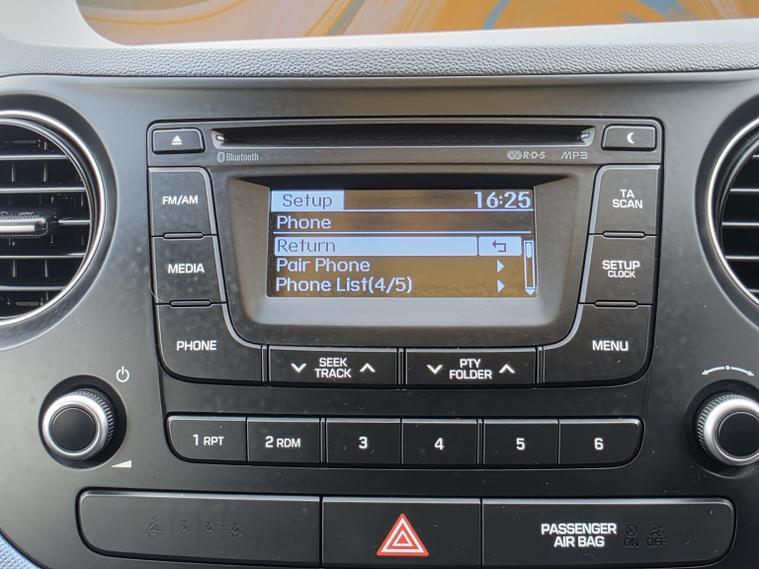 Bluetooth
R·D·S
MP3
FM/AM
MEDIA
PHONE
Setup 16:25
Phone
Return
Pair Phone
Phone List(4/5)
TA
SCAN
SETUP
CLOCK
MENU
SEEK
TRACK
PTY
FOLDER
1 RPT
2 RDM
3
4
5
6
PASSENGER
AIR BAG
ON OFF